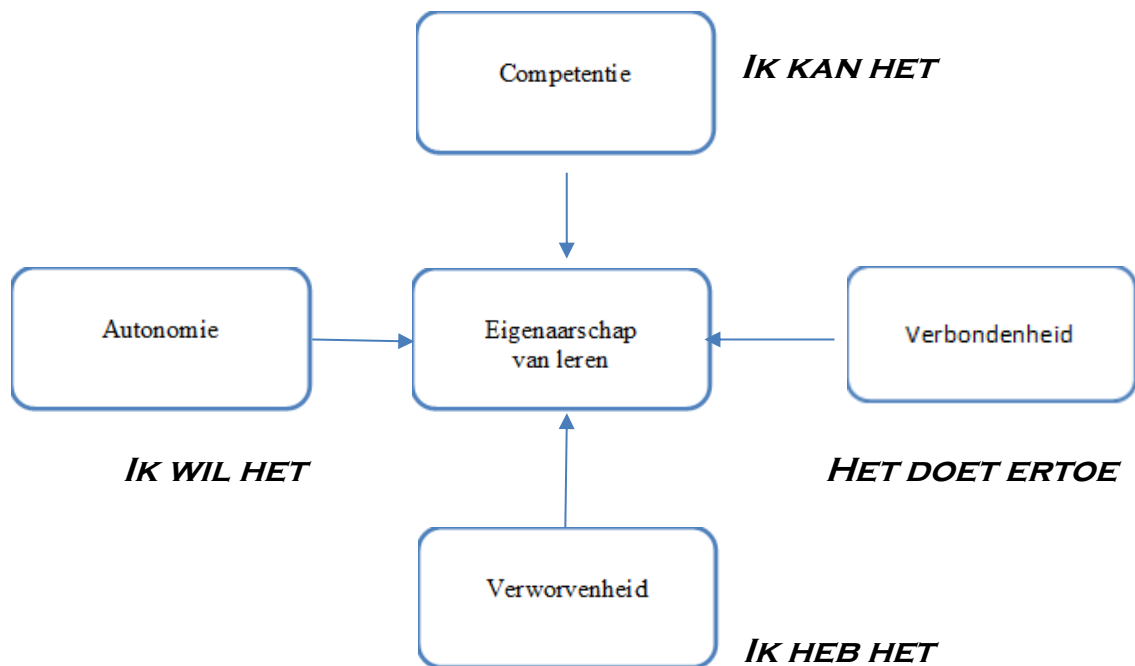 Competentie
IK KAN HET
Autonomie
Eigenaarschap
van leren
Verbondenheid
IK WIL HET
HET DOET ERTOE
Verworvenheid
IK HEB HET